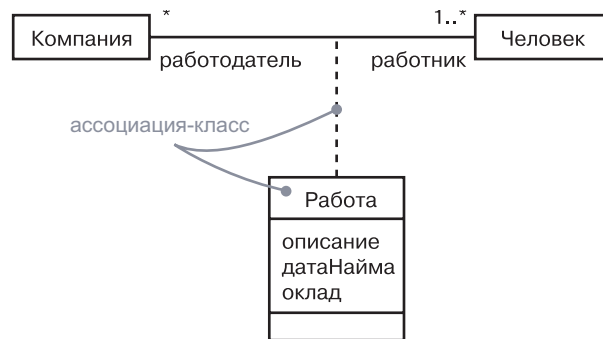 * 1..*
Компания Человек
работодатель работник
ассоциация-класс
Работа
описание
датаНайма
оклад